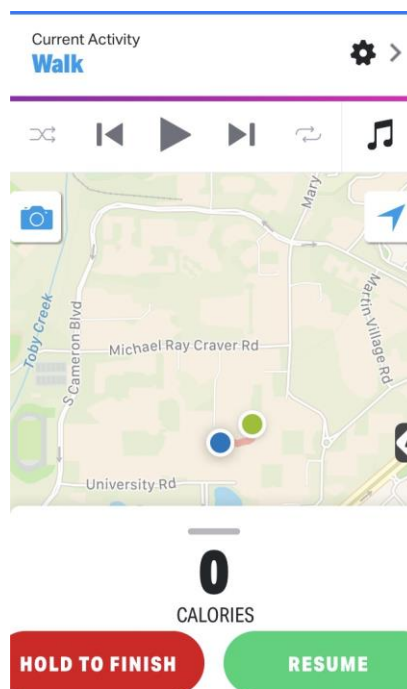 Current Activity
Walk
Mary
Martin Village Rd
Toby Creek
S Cameron Blvd
Michael Ray Craver Rd
University Rd
0
CALORIES
HOLD TO FINISH
RESUME